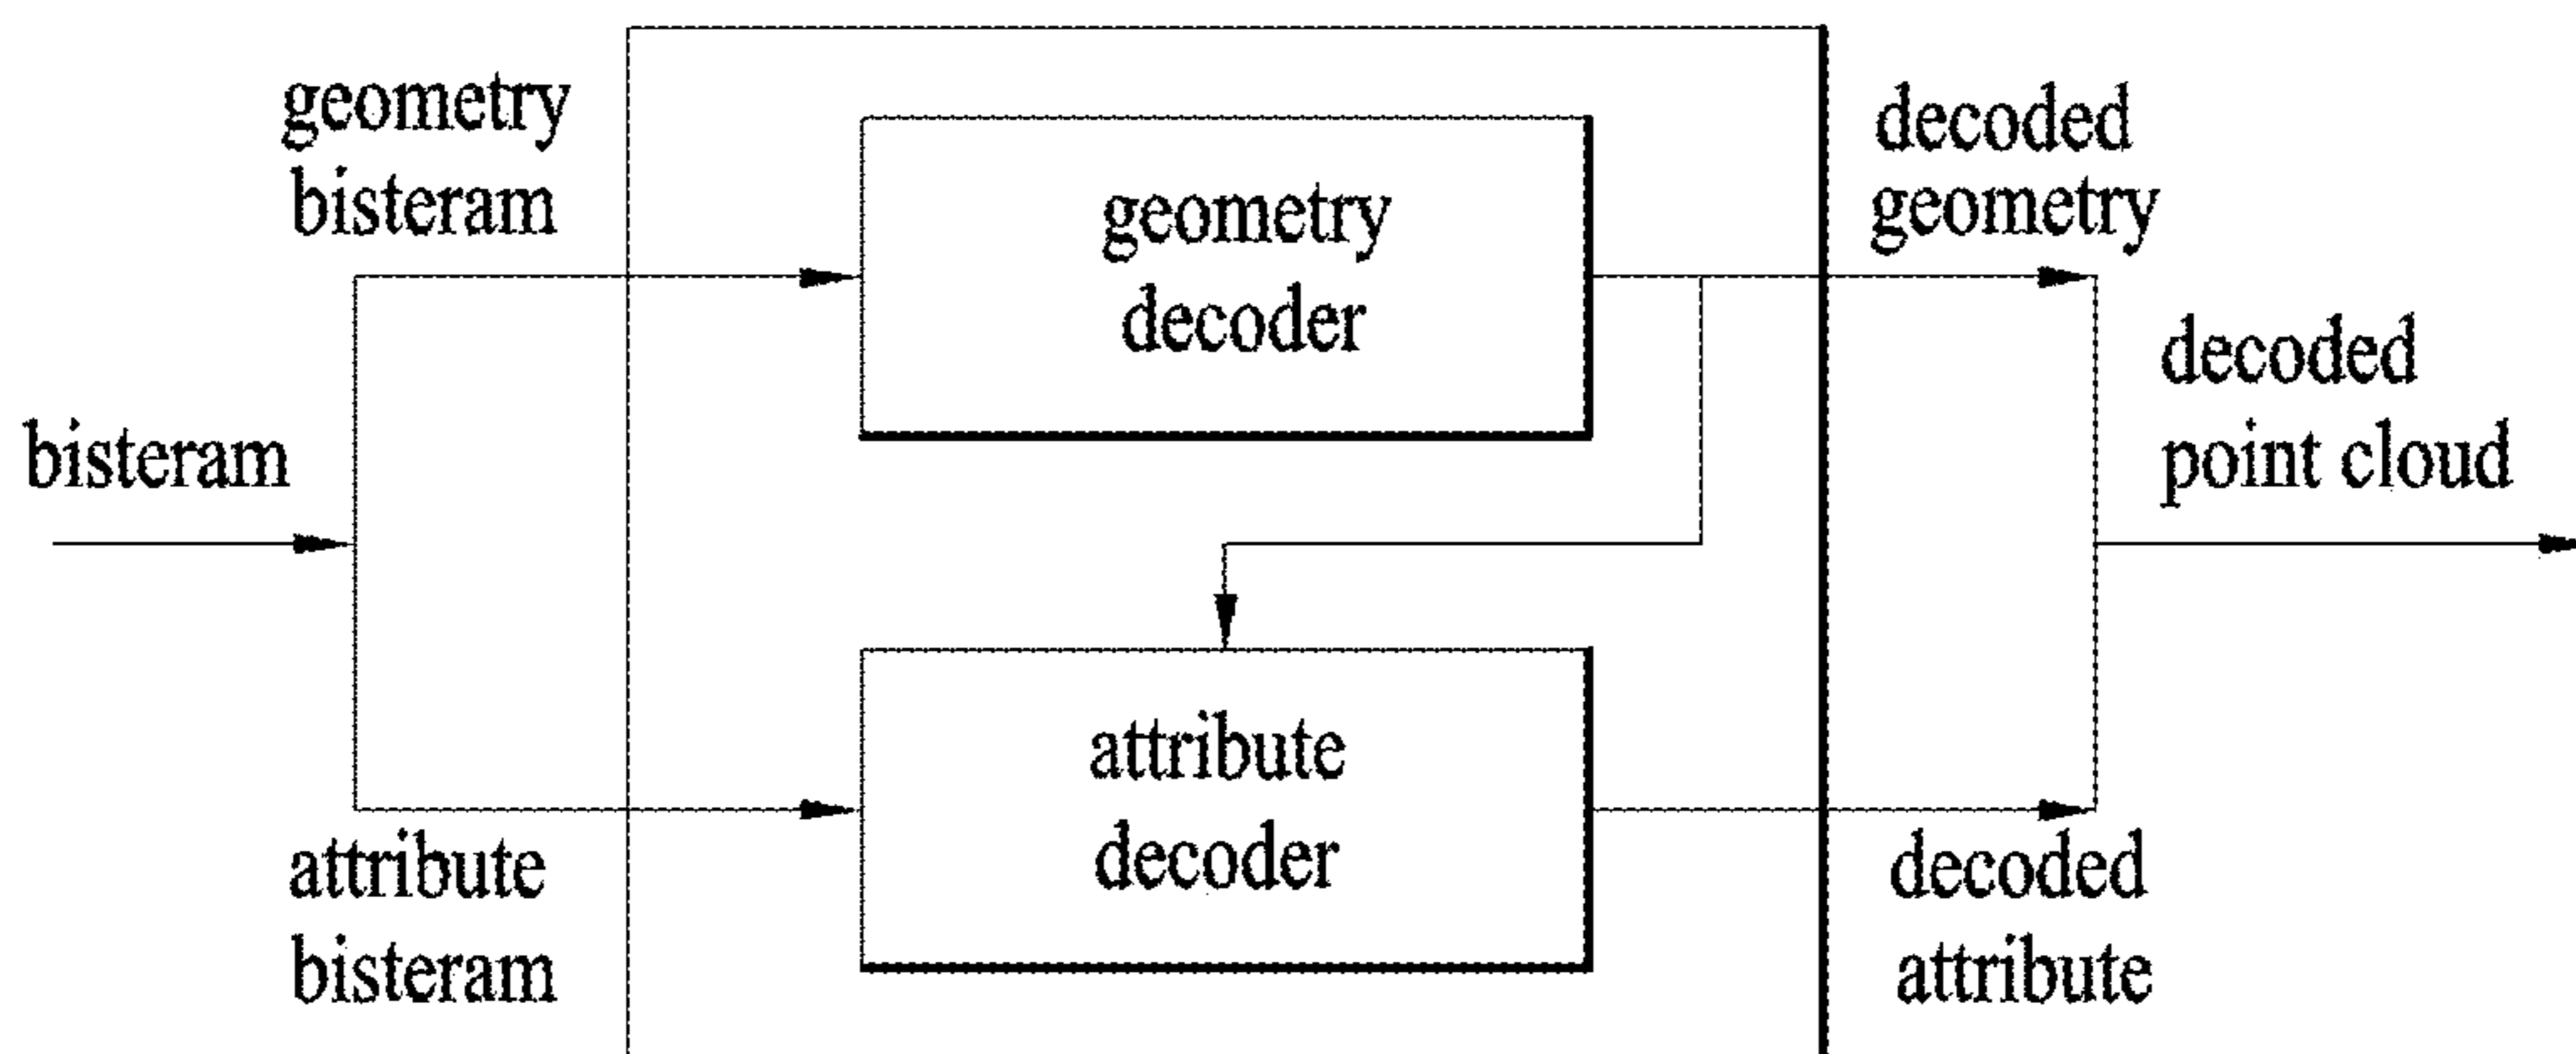 geometry
bisteram
geometry
decoder
decoded
geometry
bisteram
decoded
point cloud
attribute
bisteram
attribute
decoder
decoded
attribute